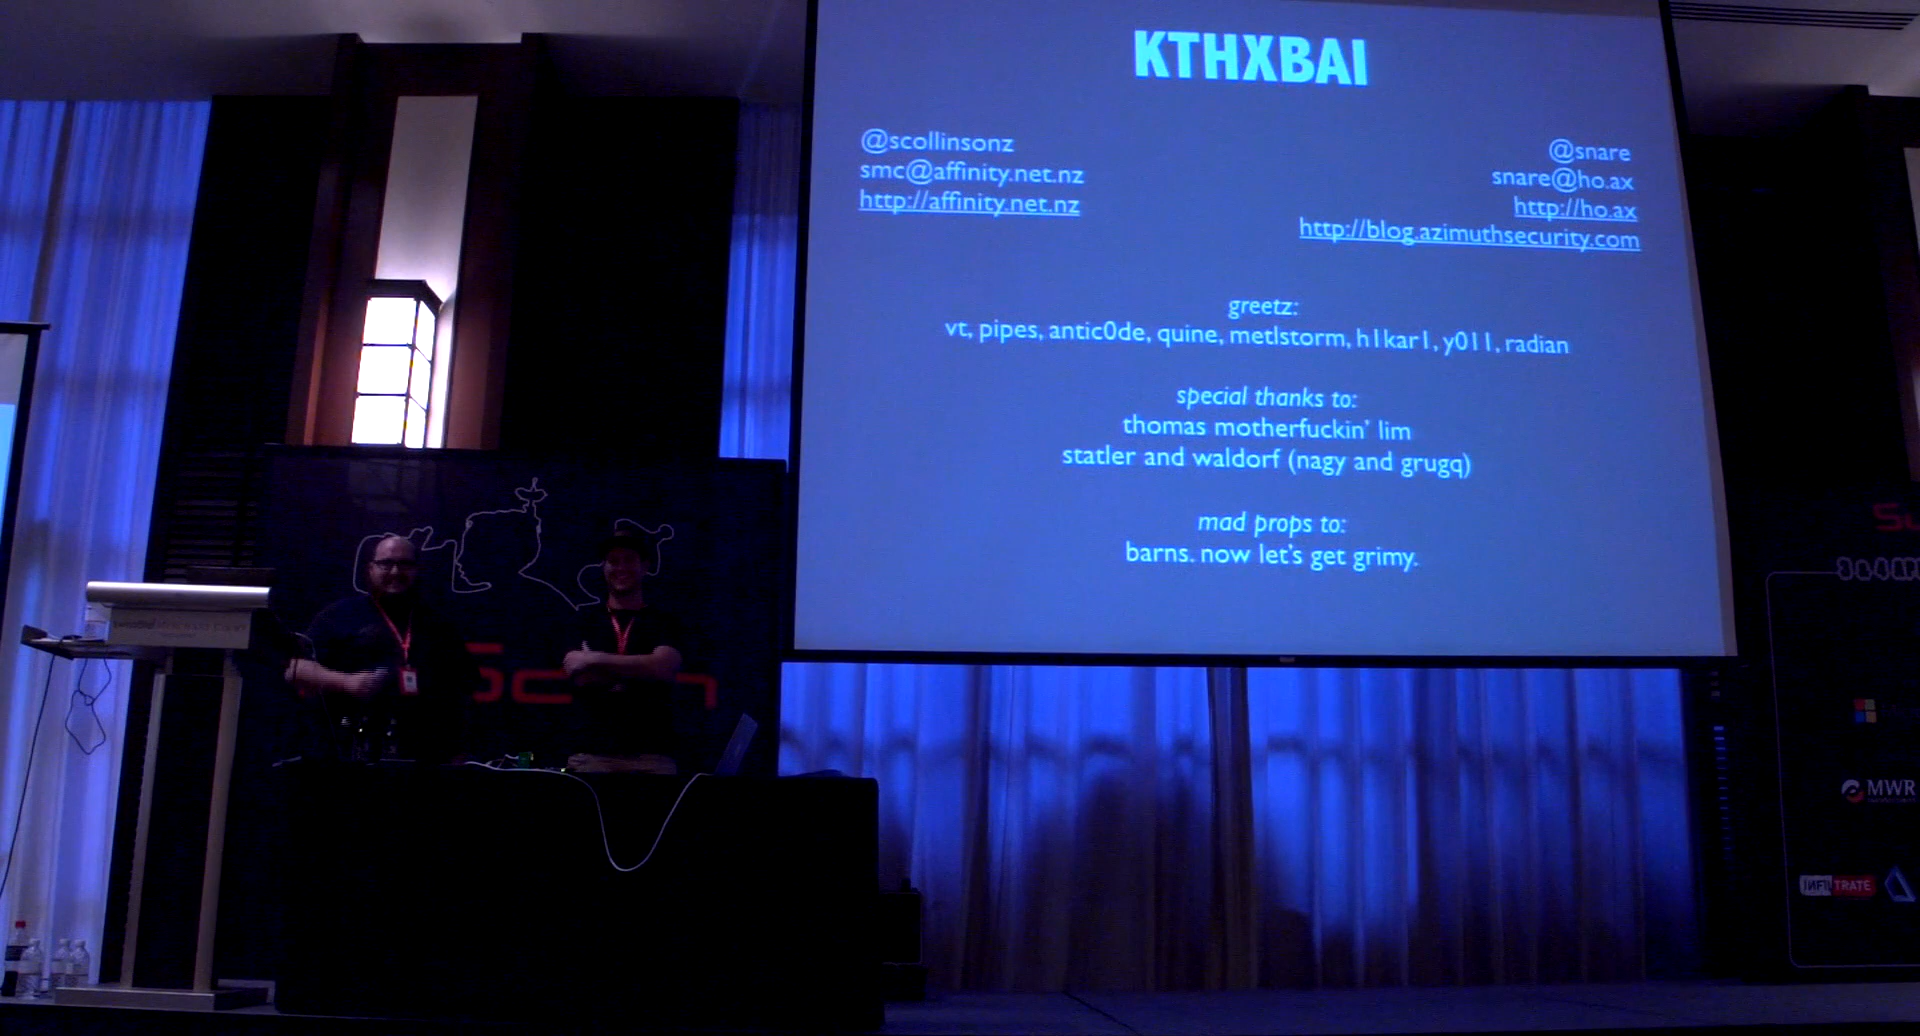 KTHXBAI
@scollinsonz
smc@affinity.net.nz
http://affinity.net.nz
@snare
snare@ho.ax
http://ho.ax
http://blog.azimuthsecurity.com
greetz:
vt, pipes, antic0de, quine, metlstorm, h1kar1, y011, radian
special thanks to:
thomas motherfuckin' lim
statler and waldorf (nagy and grugq)
mad props to:
barns. now let's get grimy.
MWR
INFILTRATE